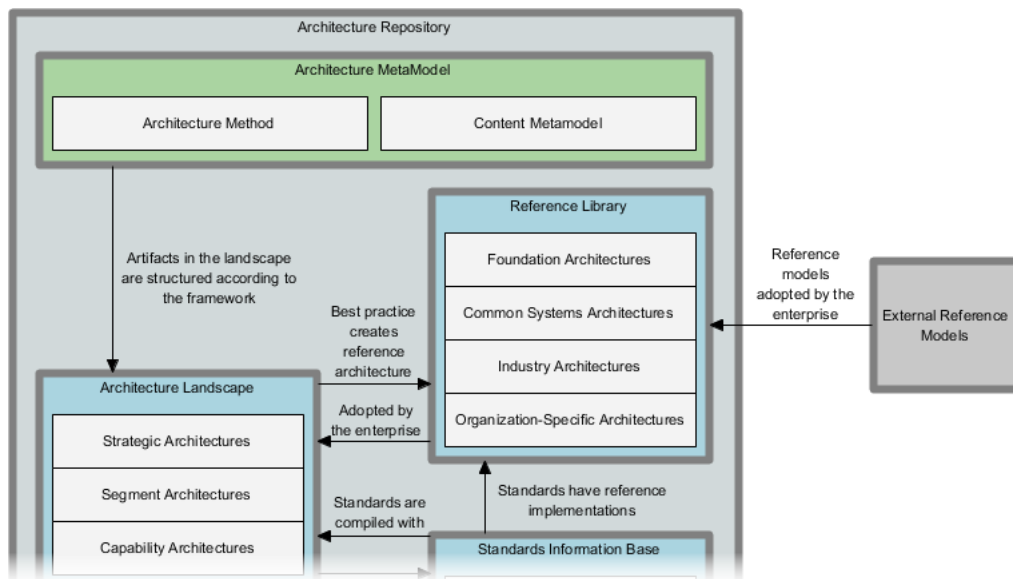 Architecture Repository
Architecture MetaModel
Architecture Method
Content Metamodel
Artifacts in the landscape
are structured according to
the framework
Reference Library
Foundation Architectures
Common Systems Architectures
Industry Architectures
Organization-Specific Architectures
Reference
models
adopted by the
enterprise
External Reference
Models
Best practice
creates
reference
architecture
Adopted by
the enterprise
Architecture Landscape
Strategic Architectures
Segment Architectures
Capability Architectures
Standards are
compiled with
Standards have reference
implementations
Standards Information Base